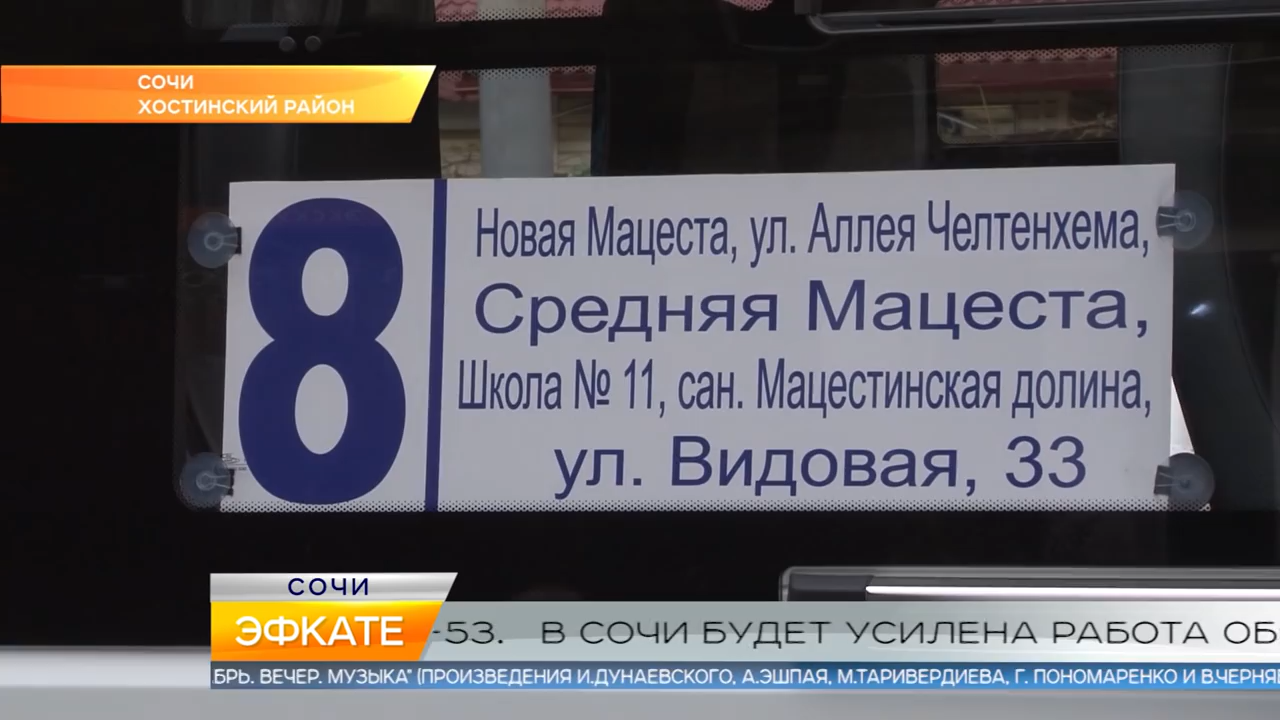 СОЧИ
ХОСТИНСКИЙ РАЙОН
8
Новая Мацеста, ул. Аллея Челтенхема,
Средняя Мацеста,
Школа № 11, сан. Мацестинская долина,
ул. Видовая, 33
СОЧИ
ЭФКАТЕ
-53. В СОЧИ БУДЕТ УСИЛЕНА РАБОТА ОБ
БРЬ. ВЕЧЕР. МУЗЫКА" (ПРОИЗВЕДЕНИЯ И.ДУНАЕВСКОГО, А.ЭШПАЯ, М.ТАРИВЕРДИЕВА, Г. ПОНОМАРЕНКО И В.ЧЕРНЯВ